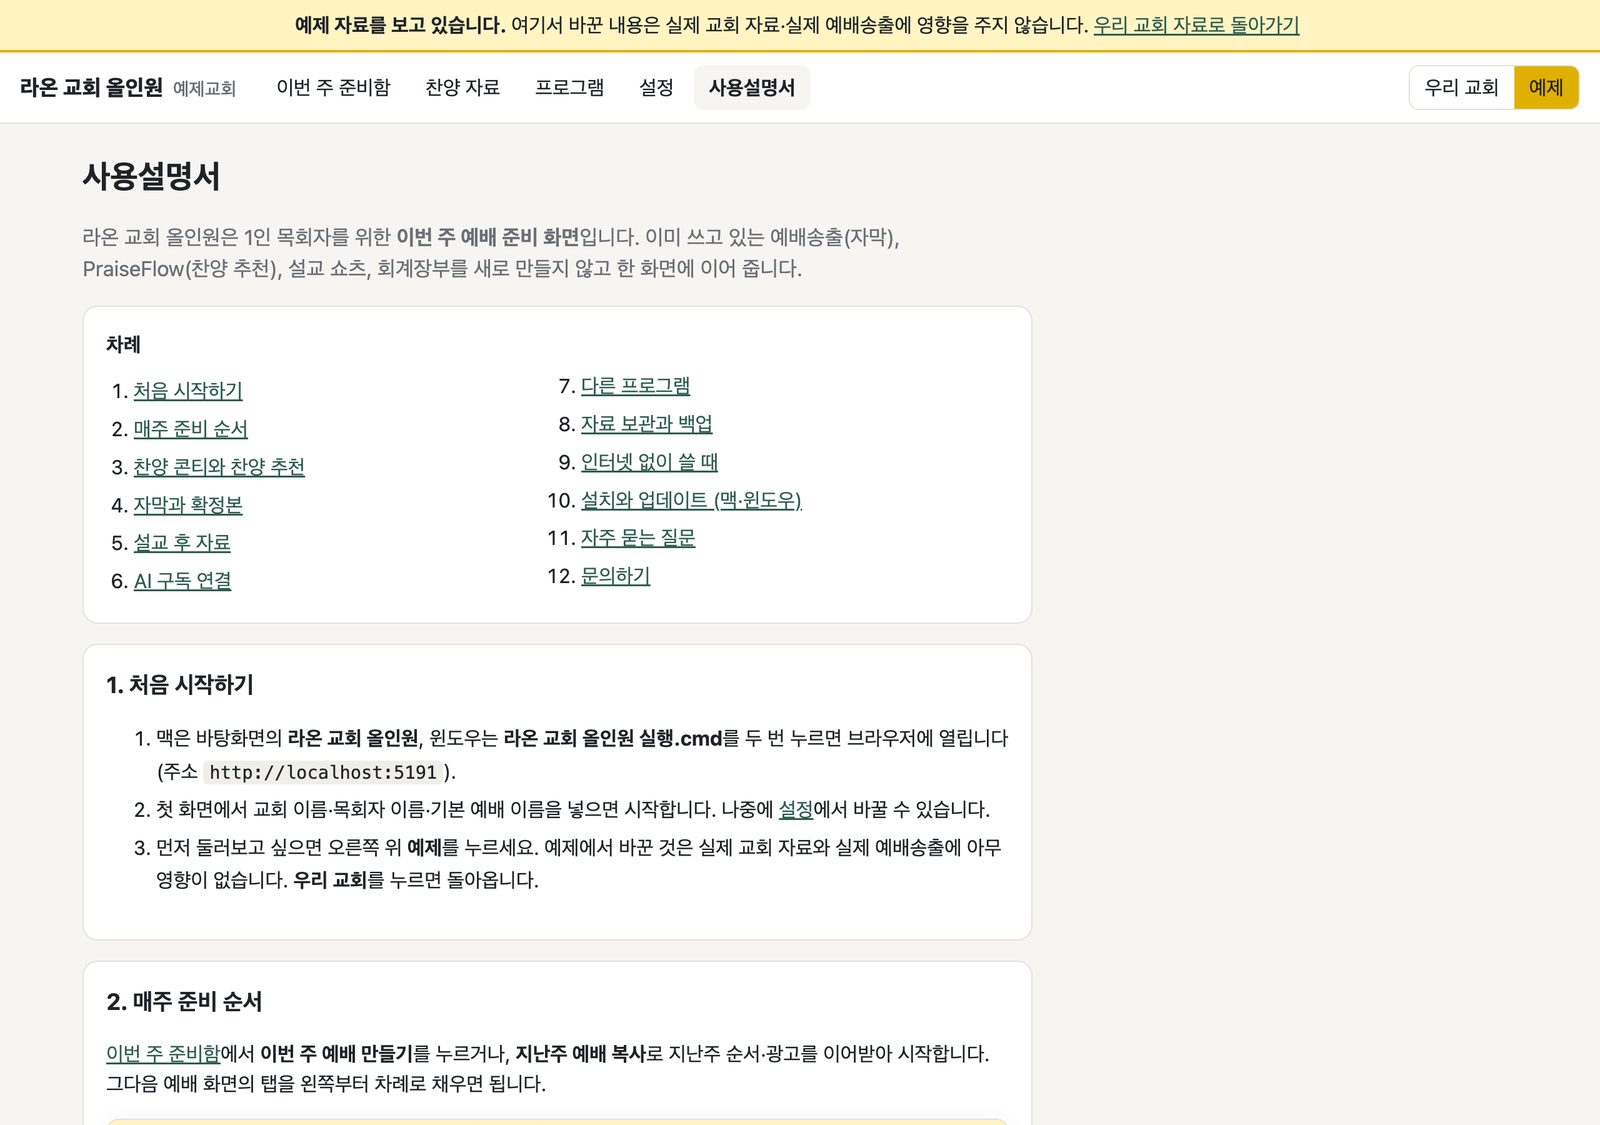 예제 자료를 보고 있습니다. 여기서 바꾼 내용은 실제 교회 자료·실제 예배송출에 영향을 주지 않습니다. 우리 교회 자료로 돌아가기
라온 교회 올인원 예제교회 이번 주 준비함 찬양 자료 프로그램 설정 사용설명서 우리 교회 예제
사용설명서
라온 교회 올인원은 1인 목회자를 위한 이번 주 예배 준비 화면입니다. 이미 쓰고 있는 예배송출(자막),
PraiseFlow(찬양 추천), 설교 쇼츠, 회계장부를 새로 만들지 않고 한 화면에 이어 줍니다.
차례
1. 처음 시작하기
2. 매주 준비 순서
3. 찬양 콘티와 찬양 추천
4. 자막과 확정본
5. 설교 후 자료
6. AI 구독 연결
7. 다른 프로그램
8. 자료 보관과 백업
9. 인터넷 없이 쓸 때
10. 설치와 업데이트 (맥·윈도우)
11. 자주 묻는 질문
12. 문의하기
1. 처음 시작하기
1. 맥은 바탕화면의 라온 교회 올인원, 윈도우는 라온 교회 올인원 실행.cmd를 두 번 누르면 브라우저에 열립니다
(주소 http://localhost:5191 ).
2. 첫 화면에서 교회 이름·목회자 이름·기본 예배 이름을 넣으면 시작합니다. 나중에 설정에서 바꿀 수 있습니다.
3. 먼저 둘러보고 싶으면 오른쪽 위 예제를 누르세요. 예제에서 바꾼 것은 실제 교회 자료와 실제 예배송출에 아무
영향이 없습니다. 우리 교회를 누르면 돌아옵니다.
2. 매주 준비 순서
이번 주 준비함에서 이번 주 예배 만들기를 누르거나, 지난주 예배 복사로 지난주 순서·광고를 이어받아 시작합니다.
그다음 예배 화면의 탭을 왼쪽부터 차례로 채우면 됩니다.